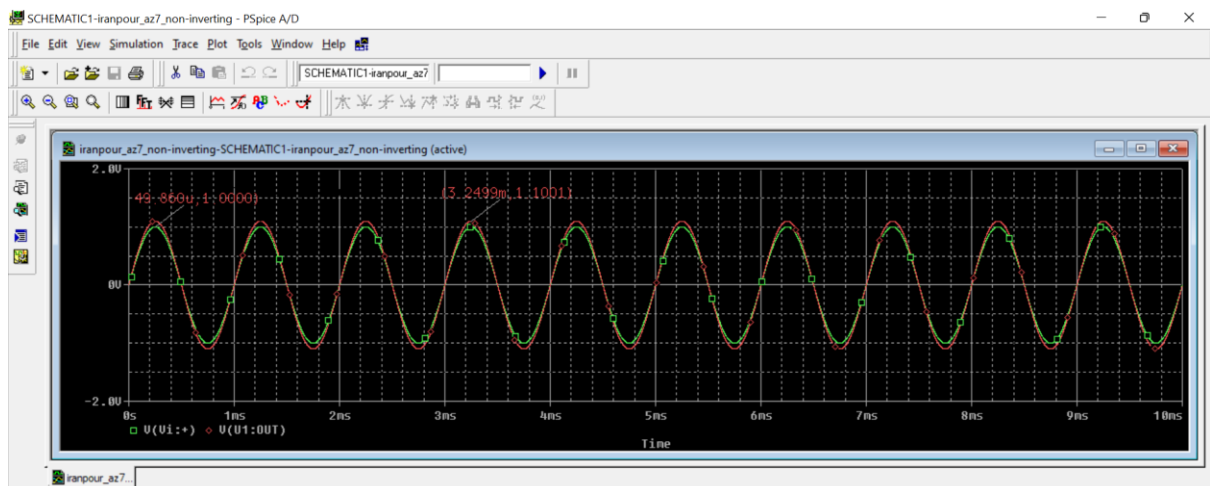 SCHEMATIC1-iranpour_az7_non-inverting - PSpice A/D
File Edit View Simulation Trace Plot Tools Window Help
SCHEMATIC1-iranpour_az7
iranpour_az7_non-inverting-SCHEMATIC1-iranpour_az7_non-inverting (active)
2.0V
49.860u,1.0000)
(3.2499m,1.1001)
0V
-2.0V
0s 1ms 2ms 3ms 4ms 5ms 6ms 7ms 8ms 9ms 10ms
V(Vi:+) V(U1:OUT)
Time
iranpour_az7...